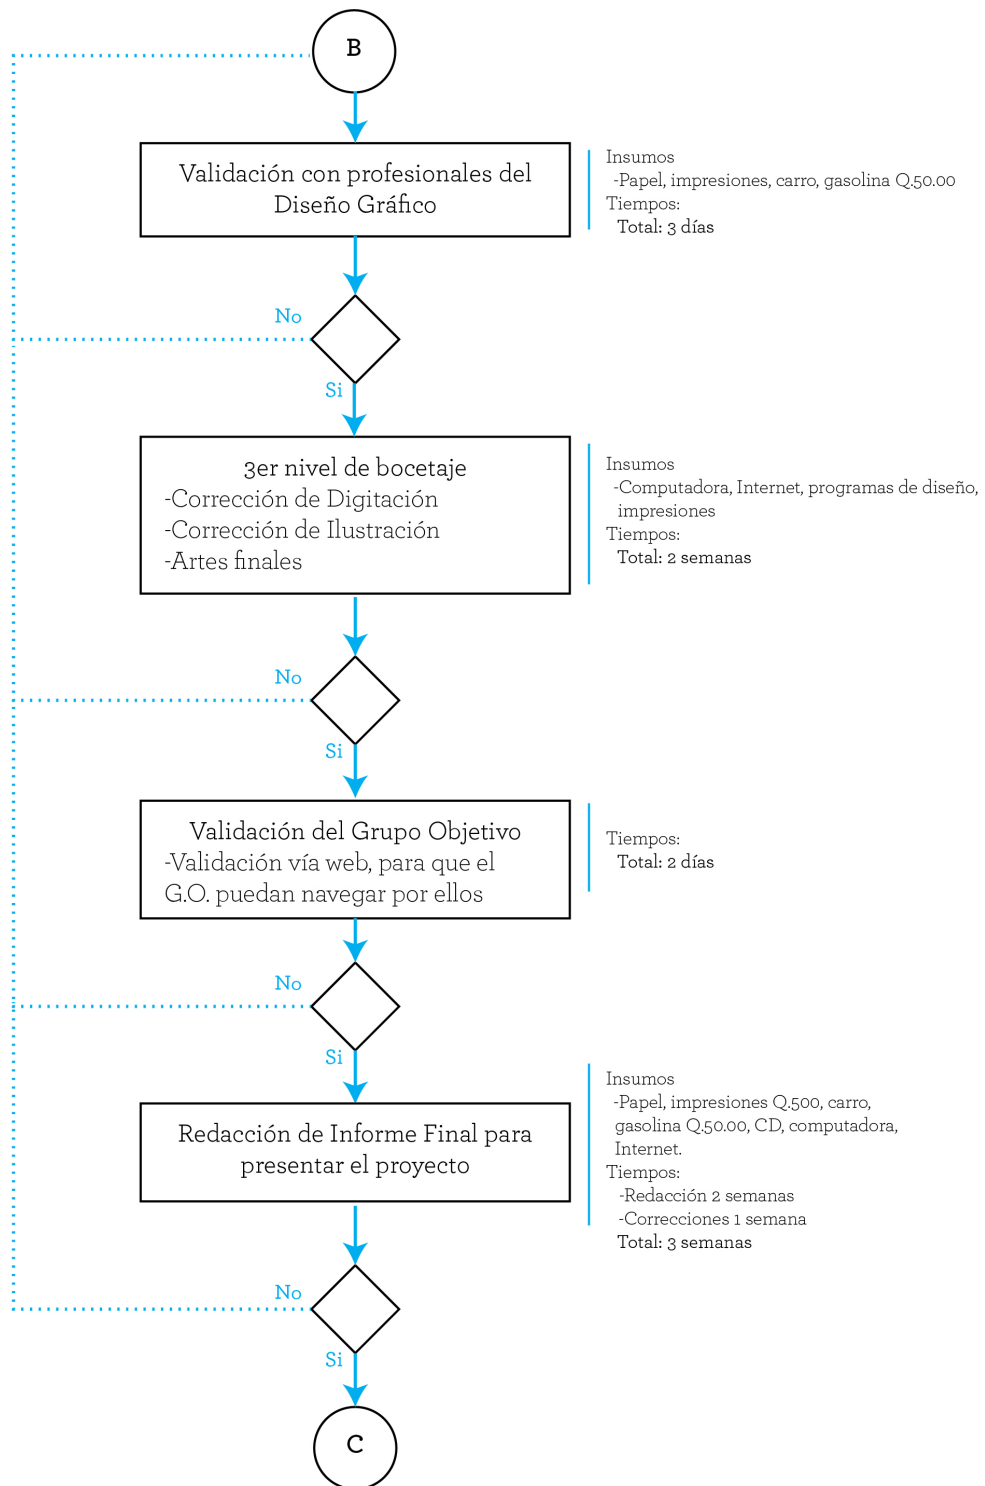 B
Validación con profesionales del
Diseño Gráfico
Insumos
-Papel, impresiones, carro, gasolina Q.50.00
Tiempos:
Total: 3 días
No
Si
3er nivel de bocetaje
-Corrección de Digitación
-Corrección de Ilustración
-Artes finales
Insumos
-Computadora, Internet, programas de diseño,
impresiones
Tiempos:
Total: 2 semanas
No
Si
Validación del Grupo Objetivo
-Validación vía web, para que el
G.O. puedan navegar por ellos
Tiempos:
Total: 2 días
No
Si
Redacción de Informe Final para
presentar el proyecto
Insumos
-Papel, impresiones Q.500, carro,
gasolina Q.50.00, CD, computadora,
Internet.
Tiempos:
-Redacción 2 semanas
-Correcciones 1 semana
Total: 3 semanas
No
Si
C